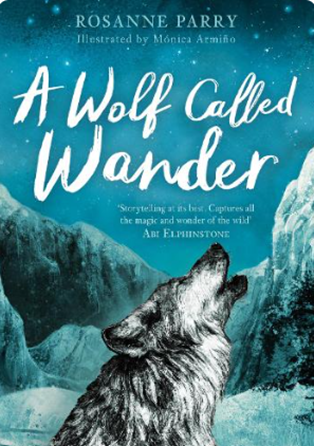 ROSANNE PARRY
Illustrated by Mónica Armiño
A Wolf Called
Wander
‘Storytelling at its best. Captures all
the magic and wonder of the wild’
ABI ELPHINSTONE